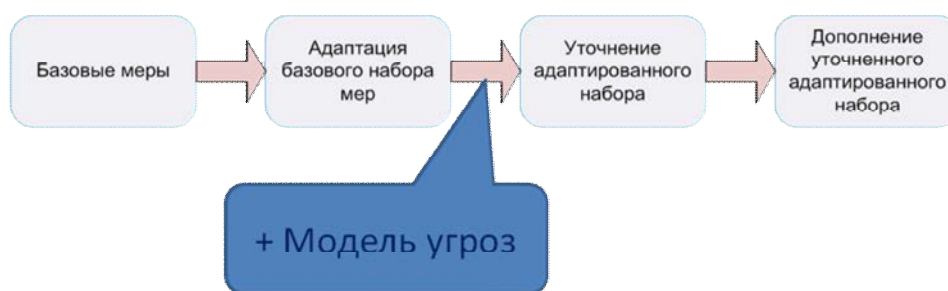 Базовые меры
Адаптация
базового набора
мер
Уточнение
адаптированного
набора
Дополнение
уточненного
адаптированного
набора
+ Модель угроз